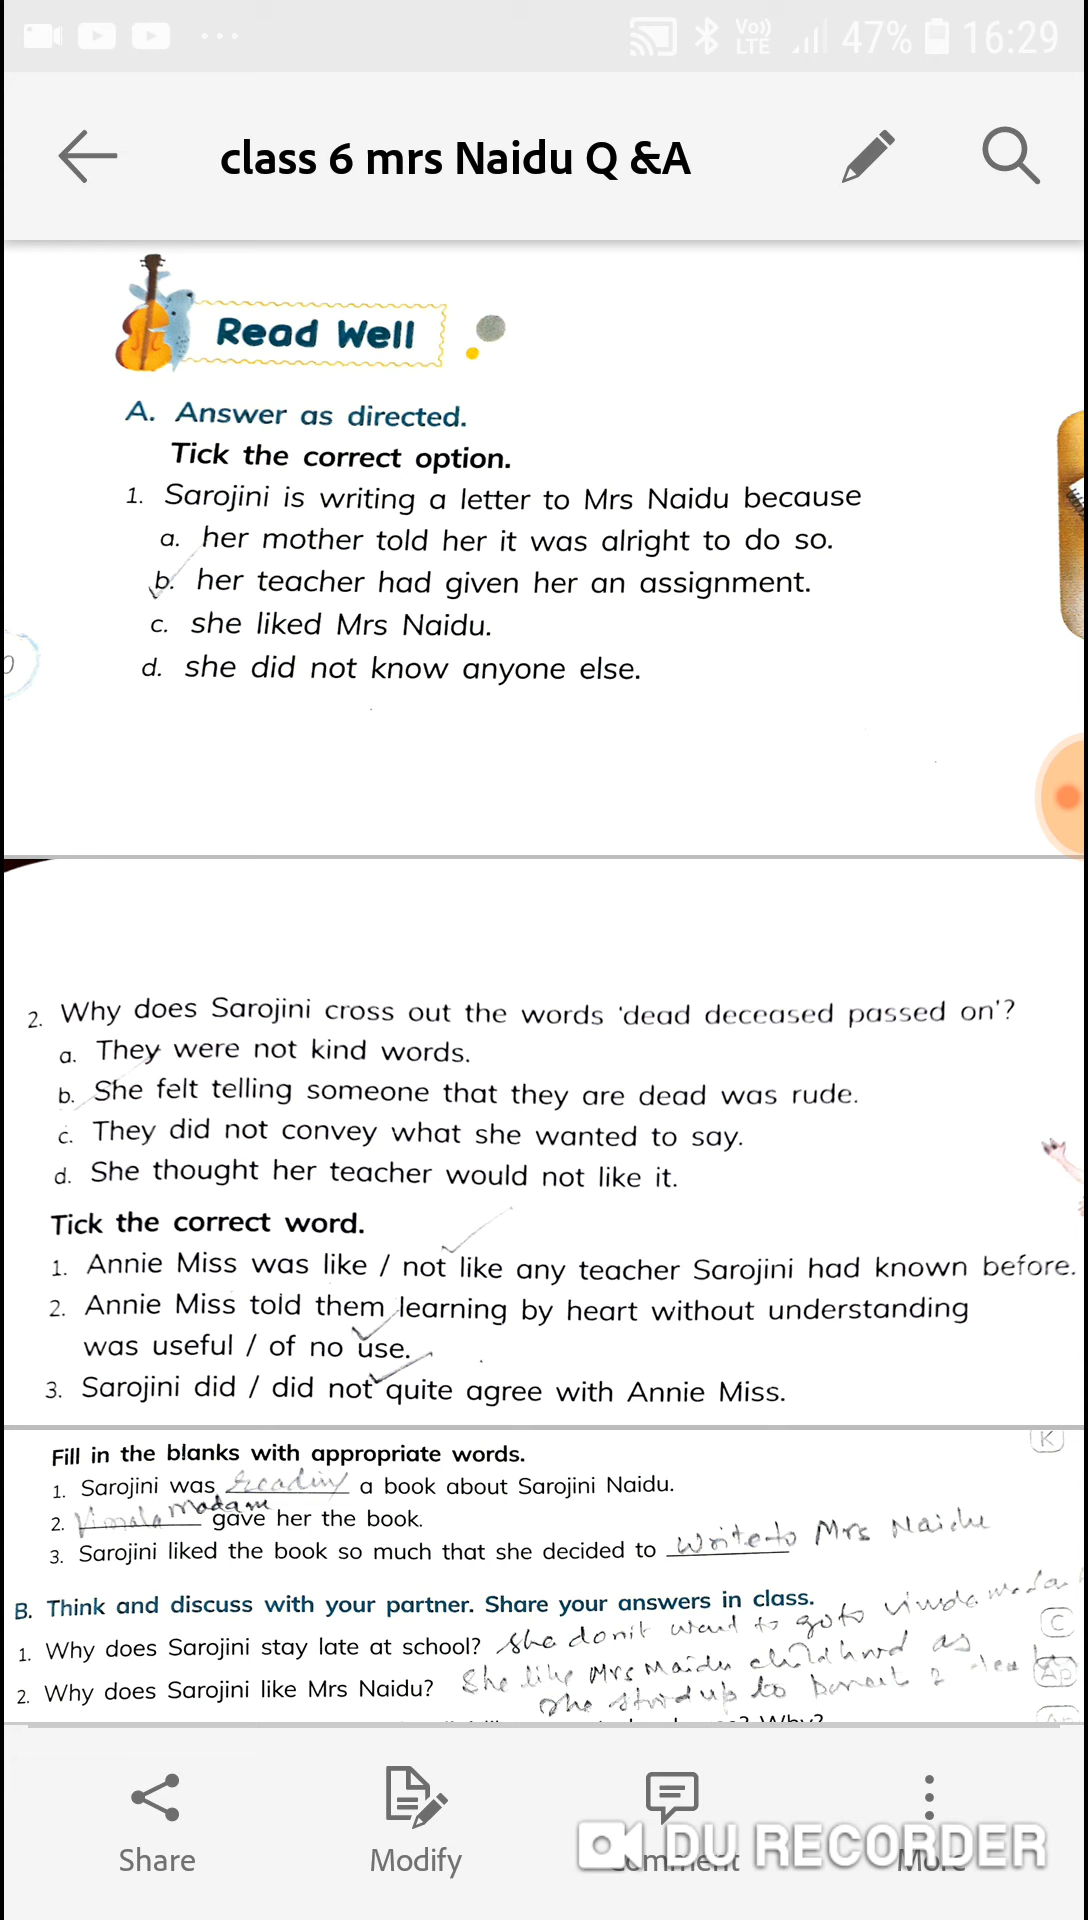 Vo))
LTE
47%
16:29
class 6 mrs Naidu Q &A
Read Well
A. Answer as directed.
Tick the correct option.
1. Sarojini is writing a letter to Mrs Naidu because
a. her mother told her it was alright to do so.
b. her teacher had given her an assignment.
c. she liked Mrs Naidu.
d. she did not know anyone else.
2. Why does Sarojini cross out the words 'dead deceased passed on'?
a. They were not kind words.
b. She felt telling someone that they are dead was rude.
c. They did not convey what she wanted to say.
d. She thought her teacher would not like it.
Tick the correct word.
1. Annie Miss was like / not like any teacher Sarojini had known before.
2. Annie Miss told them learning by heart without understanding
was useful / of no use.
3. Sarojini did / did not quite agree with Annie Miss.
Fill in the blanks with appropriate words.
K
1. Sarojini was reading a book about Sarojini Naidu.
2. Vimala Madam gave her the book.
3. Sarojini liked the book so much that she decided to write to Mrs Naidu
B. Think and discuss with your partner. Share your answers in class.
C
1. Why does Sarojini stay late at school? She don't want to go to
2. Why does Sarojini like Mrs Naidu? She like Mrs Naidu childhood as
Ap
she stood up to
Share
Modify
Comment
More
DU RECORDER